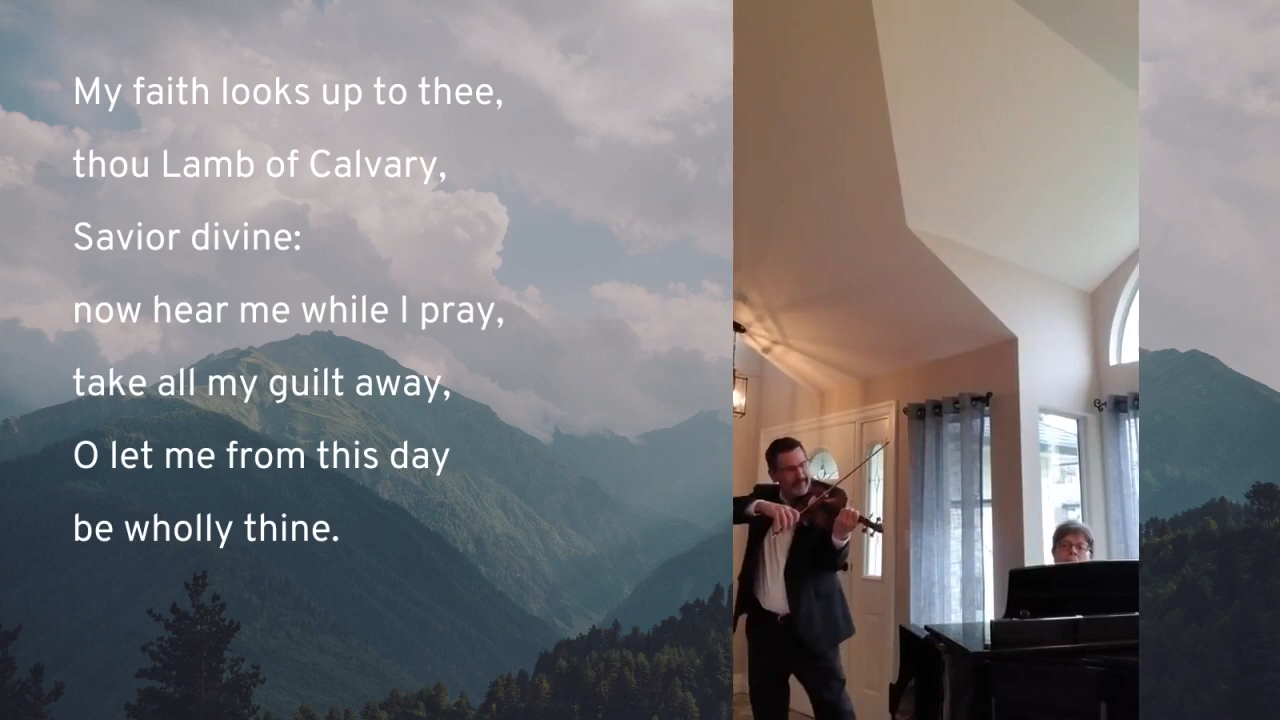 My faith looks up to thee,
thou Lamb of Calvary,
Savior divine:
now hear me while I pray,
take all my guilt away,
O let me from this day
be wholly thine.